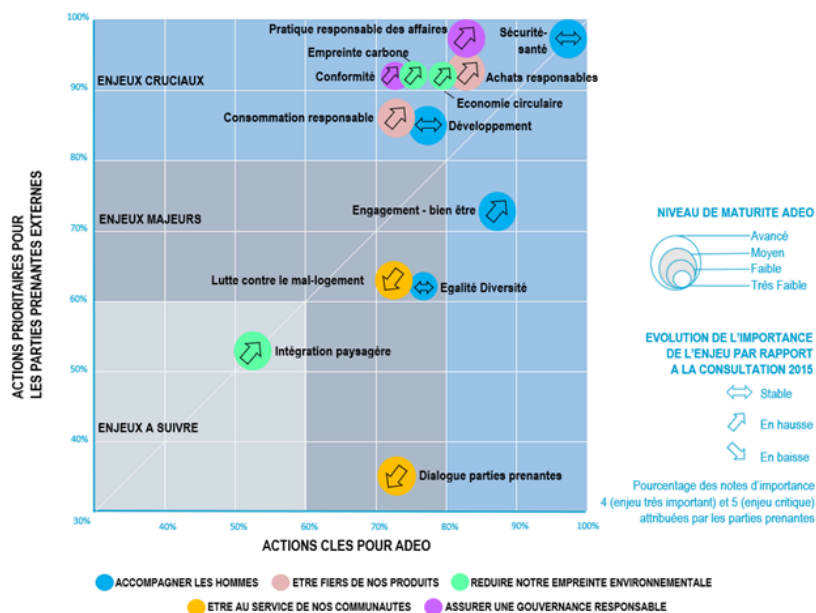 100%
90%
80%
70%
60%
50%
40%
30%
40%
50%
60%
70%
80%
90%
100%
ACTIONS PRIORITAIRES POUR
LES PARTIES PRENANTES EXTERNES
ACTIONS CLES POUR ADEO
ENJEUX CRUCIAUX
ENJEUX MAJEURS
ENJEUX A SUIVRE
Pratique responsable des affaires
Sécurité-
santé
Empreinte carbone
Conformité
Achats responsables
Economie circulaire
Consommation responsable
Développement
Engagement - bien être
Lutte contre le mal-logement
Egalité Diversité
Intégration paysagère
Dialogue parties prenantes
NIVEAU DE MATURITE ADEO
Avancé
Moyen
Faible
Très Faible
EVOLUTION DE L'IMPORTANCE
DE L'ENJEU PAR RAPPORT
A LA CONSULTATION 2015
Stable
En hausse
En baisse
Pourcentage des notes d'importance
4 (enjeu très important) et 5 (enjeu critique)
attribuées par les parties prenantes
ACCOMPAGNER LES HOMMES
ETRE FIERS DE NOS PRODUITS
REDUIRE NOTRE EMPREINTE ENVIRONNEMENTALE
ETRE AU SERVICE DE NOS COMMUNAUTES
ASSURER UNE GOUVERNANCE RESPONSABLE